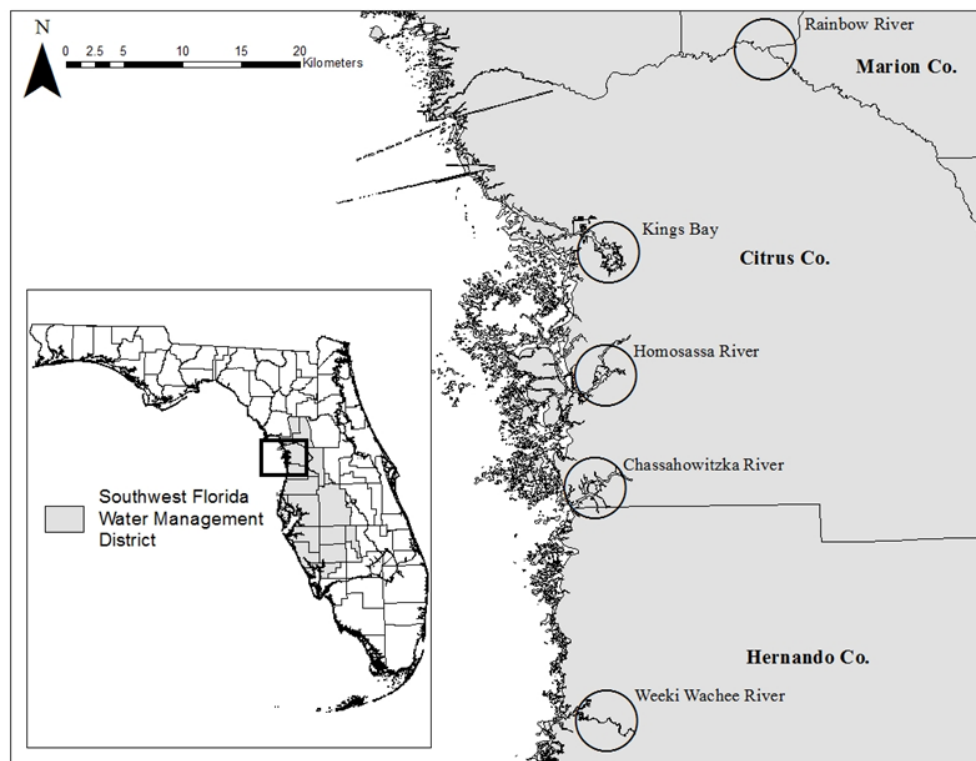 N
0 2.5 5 10 15 20
Kilometers
Rainbow River
Marion Co.
Kings Bay
Citrus Co.
Homosassa River
Chassahowitzka River
Southwest Florida
Water Management
District
Hernando Co.
Weeki Wachee River